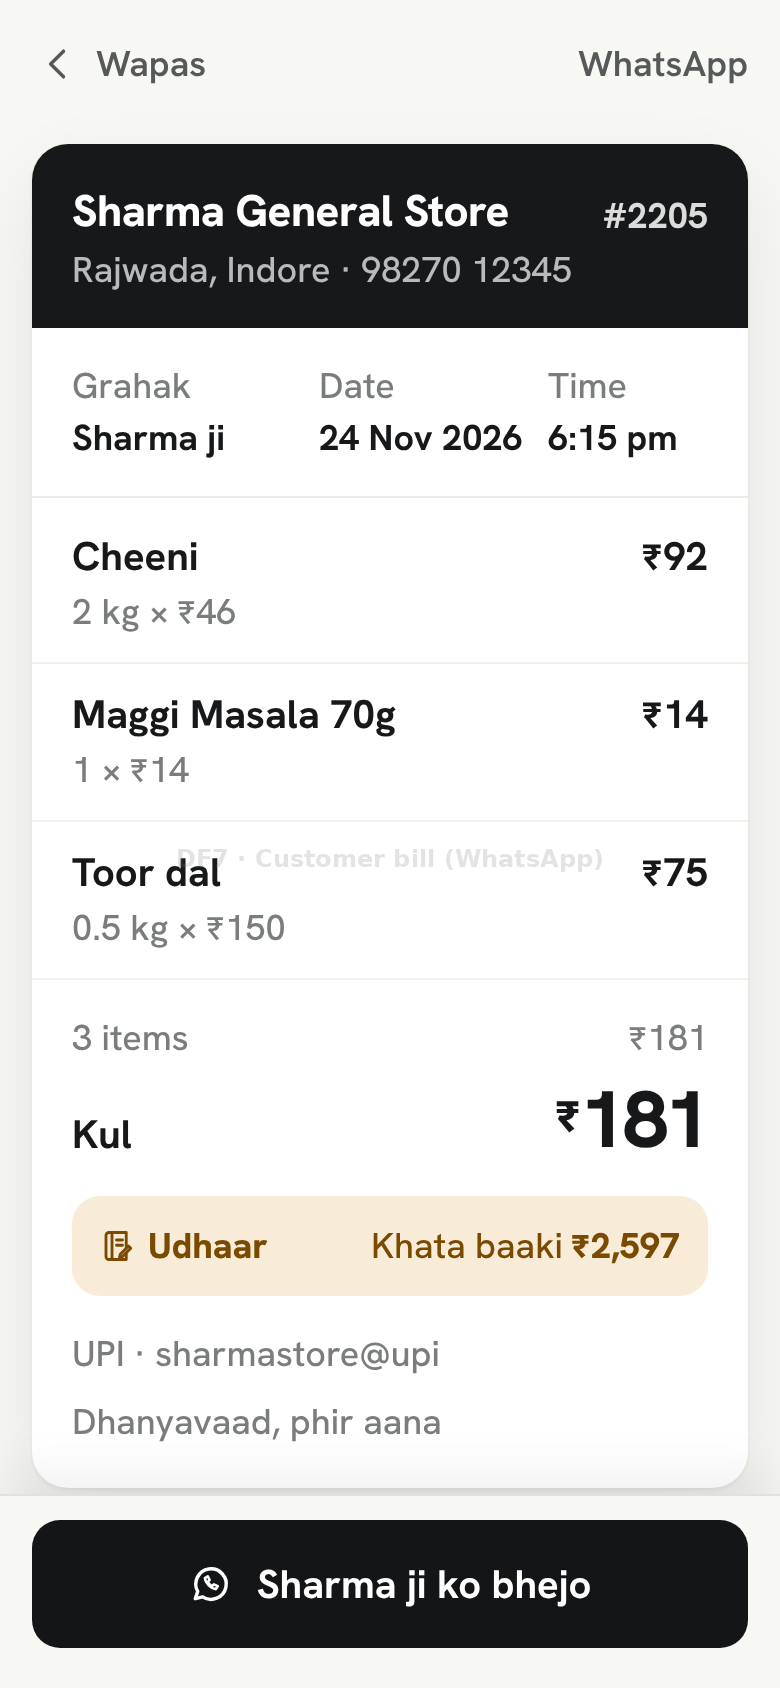 Wapas
WhatsApp
Sharma General Store
#2205
Rajwada, Indore · 98270 12345
Grahak Date Time
Sharma ji 24 Nov 2026 6:15 pm
Cheeni ₹92
2 kg × ₹46
Maggi Masala 70g ₹14
1 × ₹14
DF7 · Customer bill (WhatsApp)
Toor dal ₹75
0.5 kg × ₹150
3 items ₹181
Kul ₹181
Udhaar Khata baaki ₹2,597
UPI · sharmastore@upi
Dhanyavaad, phir aana
Sharma ji ko bhejo